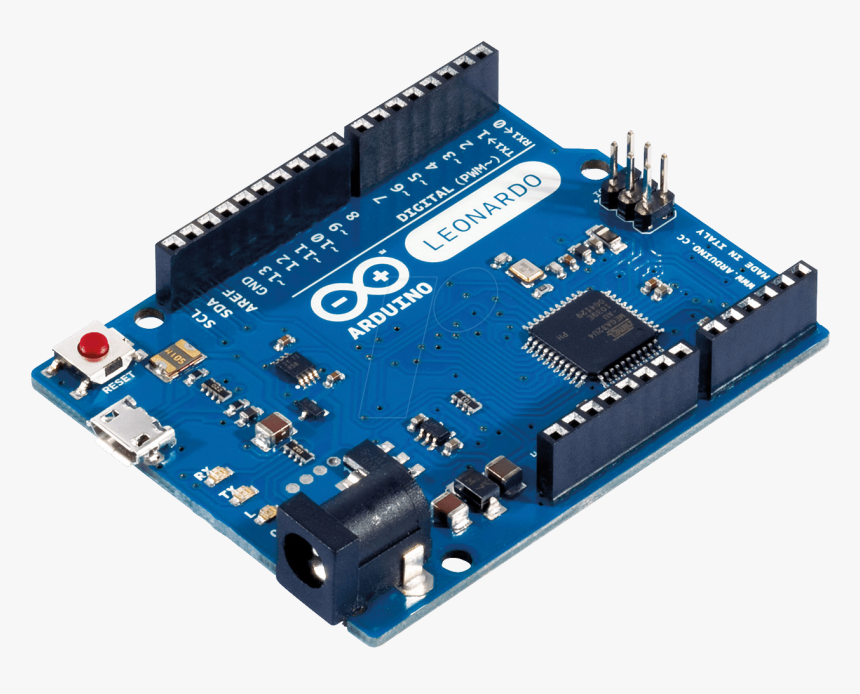 RX1←0
TX1→1
2
~3
4
~5
~6
7
DIGITAL (PWM~)
8
~9
~10
~11
12
~13
GND
AREF
SDA
SCL
LEONARDO
ARDUINO
WWW.ARDUINO.CC
MADE IN ITALY
RESET
RX
TX
L